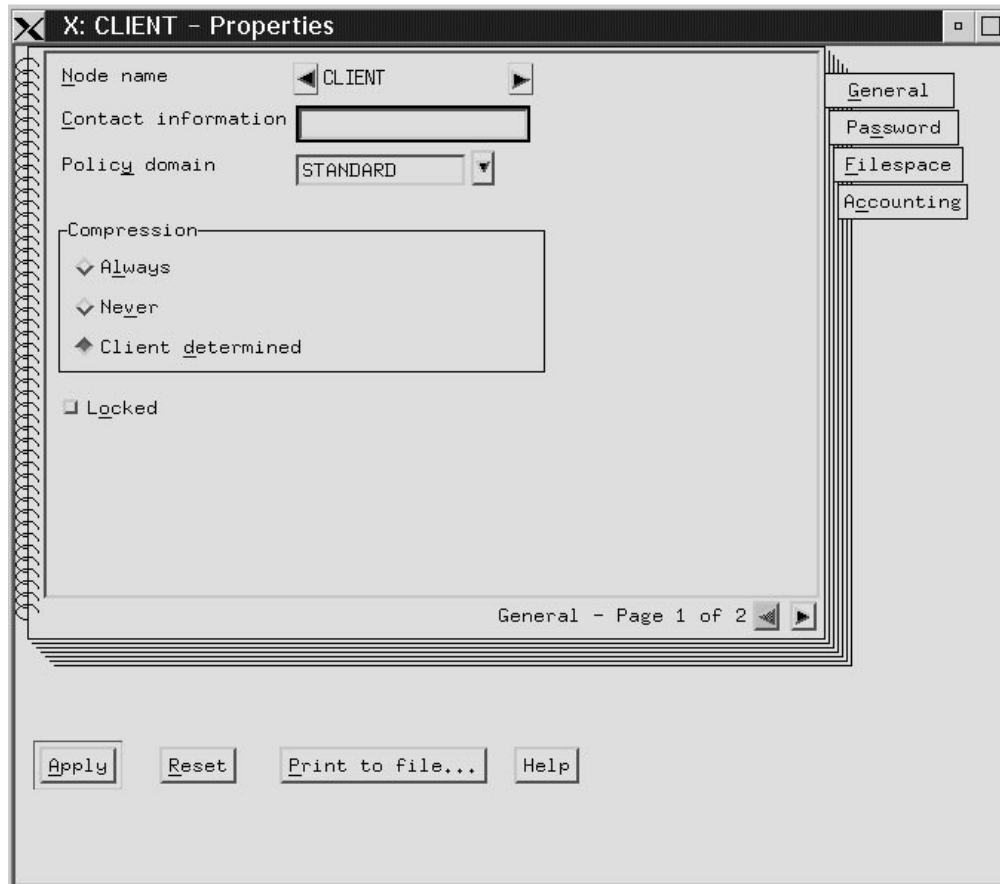 X: CLIENT – Properties
Node name CLIENT
Contact information
Policy domain STANDARD
Compression
Always
Never
Client determined
Locked
General – Page 1 of 2
General
Password
Filespace
Accounting
Apply Reset Print to file... Help